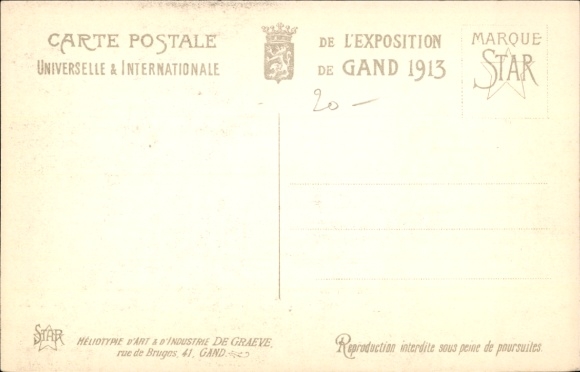 CARTE POSTALE
UNIVERSELLE & INTERNATIONALE
DE L'EXPOSITION
DE GAND 1913
MARQUE
STAR
20 —
STAR
HÉLIOTYPIE D'ART & D'INDUSTRIE DE GRAEVE,
rue de Bruges, 41, GAND.
Reproduction interdite sous peine de poursuites.